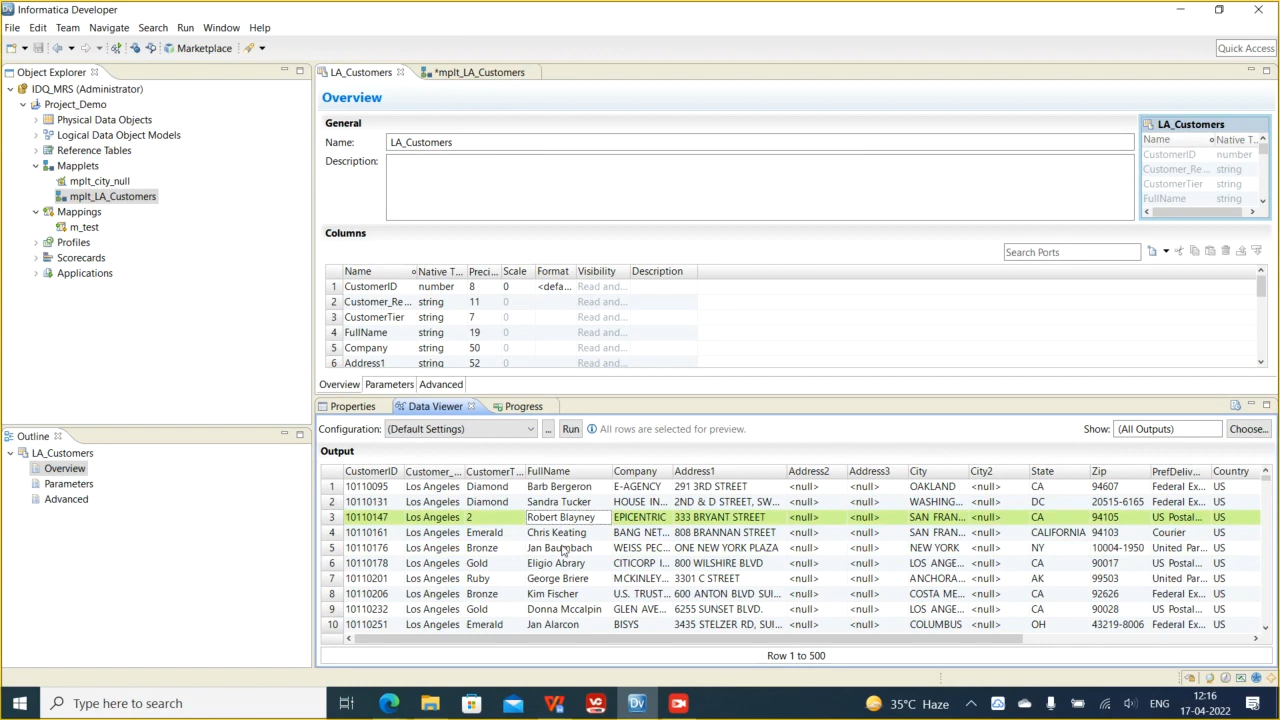 Informatica Developer
File Edit Team Navigate Search Run Window Help
Marketplace
Quick Access
Object Explorer
IDQ_MRS (Administrator)
Project_Demo
Physical Data Objects
Logical Data Object Models
Reference Tables
Mapplets
mplt_city_null
mplt_LA_Customers
Mappings
m_test
Profiles
Scorecards
Applications
Outline
LA_Customers
Overview
Parameters
Advanced
LA_Customers *mplt_LA_Customers
Overview
General
Name: LA_Customers
Description:
LA_Customers
Name Native T...
CustomerID number
Customer_Re... string
CustomerTier string
FullName string
Columns
Search Ports
Name Native T... Preci... Scale Format Visibility Description
1 CustomerID number 8 0 <defa... Read and...
2 Customer_Re... string 11 0 Read and...
3 CustomerTier string 7 0 Read and...
4 FullName string 19 0 Read and...
5 Company string 50 0 Read and...
6 Address1 string 52 0 Read and...
Overview Parameters Advanced
Properties Data Viewer Progress
Configuration: (Default Settings) ... Run All rows are selected for preview. Show: (All Outputs) Choose...
Output
CustomerID Customer_... CustomerT... FullName Company Address1 Address2 Address3 City City2 State Zip PrefDelive... Country
1 10110095 Los Angeles Diamond Barb Bergeron E-AGENCY 291 3RD STREET <null> <null> OAKLAND <null> CA 94607 Federal Ex... US
2 10110131 Los Angeles Diamond Sandra Tucker HOUSE IN... 2ND & D STREET, SW... <null> <null> WASHING... <null> DC 20515-6165 Federal Ex... US
3 10110147 Los Angeles 2 Robert Blayney EPICENTRIC 333 BRYANT STREET <null> <null> SAN FRAN... <null> CA 94105 US Postal... US
4 10110161 Los Angeles Emerald Chris Keating BANG NET... 808 BRANNAN STREET <null> <null> SAN FRAN... <null> CALIFORNIA 94103 Courier US
5 10110176 Los Angeles Bronze Jan Baumbach WEISS PEC... ONE NEW YORK PLAZA <null> <null> NEW YORK <null> NY 10004-1950 United Par... US
6 10110178 Los Angeles Gold Eligio Abrary CITICORP I... 800 WILSHIRE BLVD <null> <null> LOS ANGE... <null> CA 90017 US Postal... US
7 10110201 Los Angeles Ruby George Briere MCKINLEY... 3301 C STREET <null> <null> ANCHORA... <null> AK 99503 United Par... US
8 10110206 Los Angeles Bronze Kim Fischer U.S. TRUST... 600 ANTON BLVD SUI... <null> <null> COSTA ME... <null> CA 92626 Federal Ex... US
9 10110232 Los Angeles Gold Donna Mccalpin GLEN AVE... 6255 SUNSET BLVD. <null> <null> LOS ANGE... <null> CA 90028 US Postal... US
10 10110251 Los Angeles Emerald Jan Alarcon BISYS 3435 STELZER RD, SUI... <null> <null> COLUMBUS <null> OH 43219-8006 Federal Ex... US
Row 1 to 500
Type here to search
35°C Haze
ENG
12:16
17-04-2022